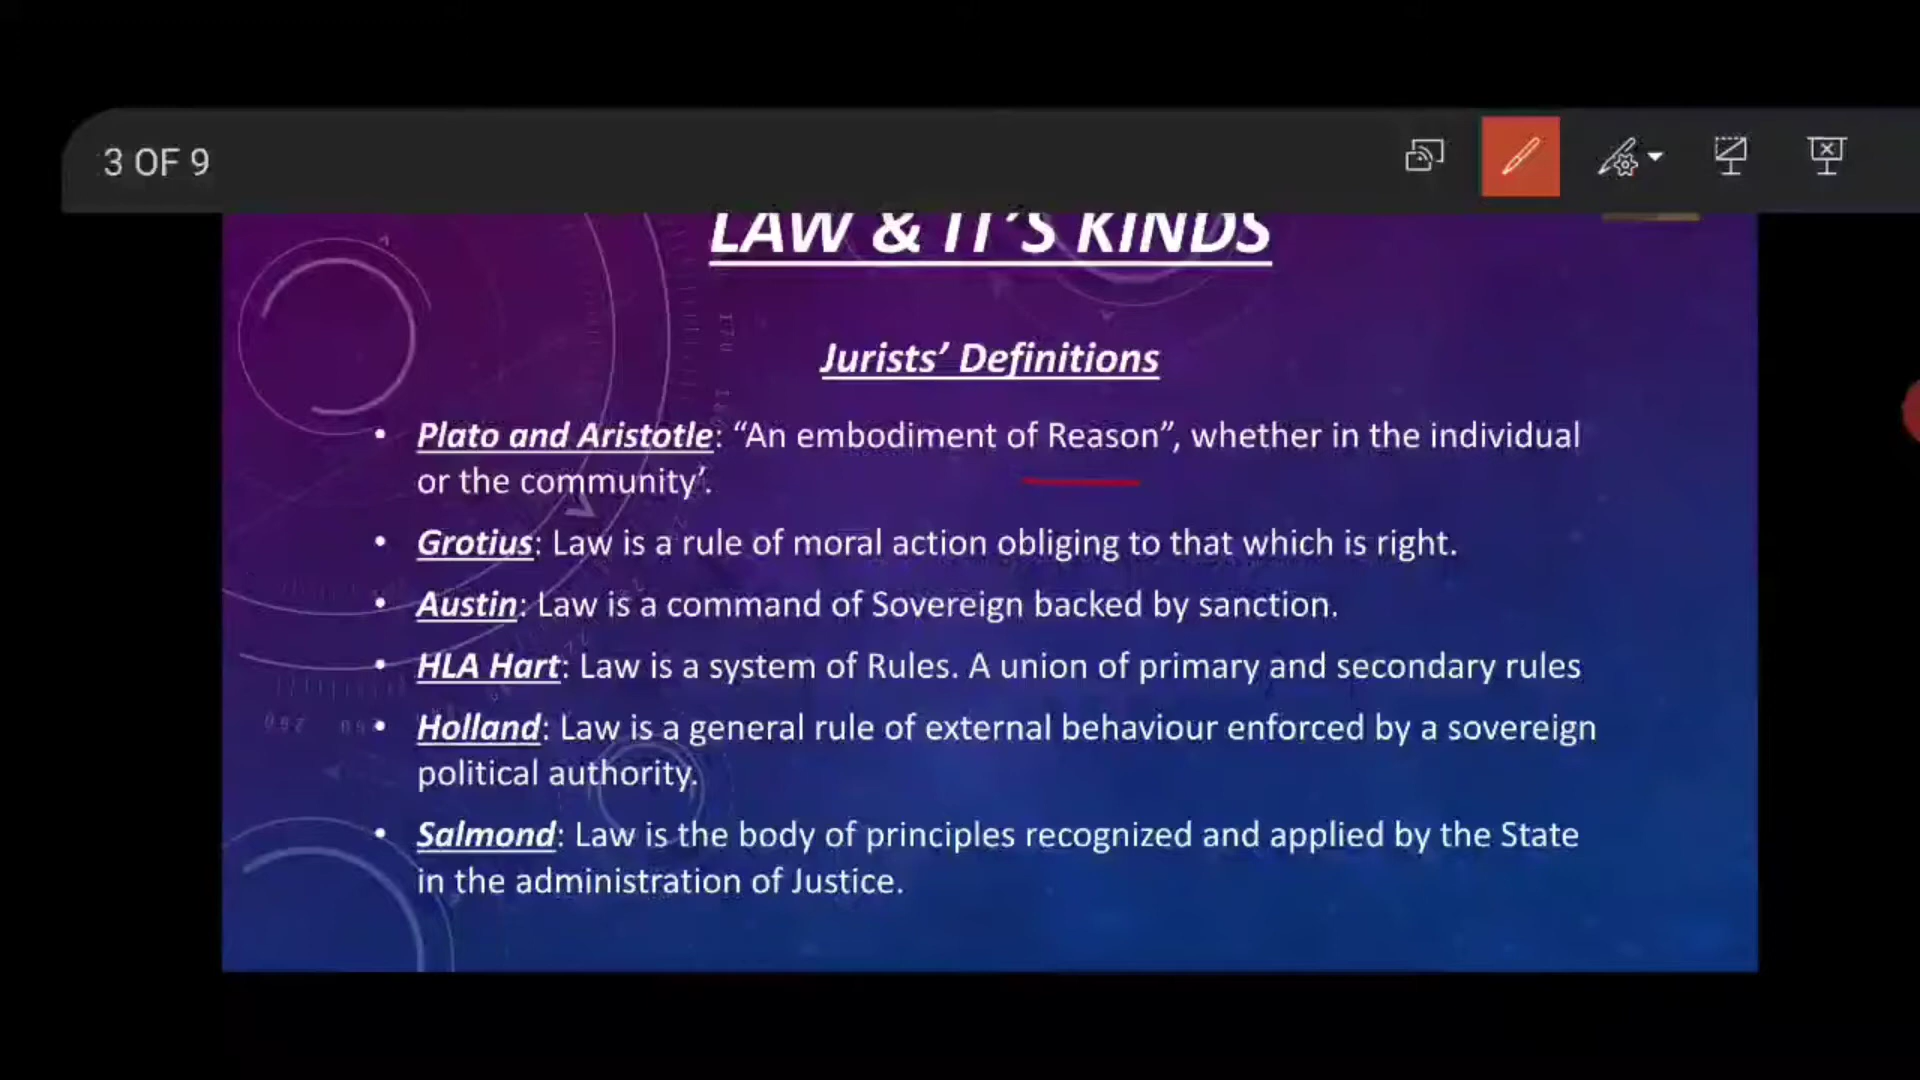 3 OF 9
LAW & IT’S KINDS
Jurists’ Definitions
• Plato and Aristotle: “An embodiment of Reason”, whether in the individual
or the community’.
• Grotius: Law is a rule of moral action obliging to that which is right.
• Austin: Law is a command of Sovereign backed by sanction.
• HLA Hart: Law is a system of Rules. A union of primary and secondary rules
• Holland: Law is a general rule of external behaviour enforced by a sovereign
political authority.
• Salmond: Law is the body of principles recognized and applied by the State
in the administration of Justice.